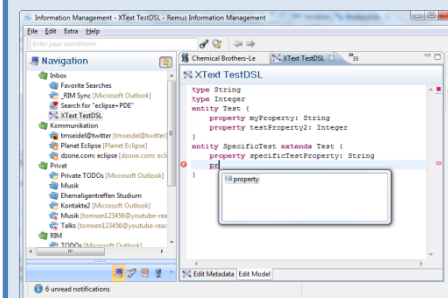 Information Management - XText TestDSL - Remus Information Management
File Edit Extra Help
Enter your searchterm
Navigation
Inbox
Favorite Searches
_RIM Sync [Microsoft Outlook]
Search for "eclipse+PDE"
XText TestDSL
Kommunikation
tmseidel@twitter [tmseidel@twitter]
Planet Eclipse [Planet Eclipse]
dzone.com: eclipse [dzone.com: ecli
Privat
Private TODOs [Microsoft Outlook]
Musik
Ehemaligentreffen Studium
Kontakte2 [Microsoft Outlook]
Musik [tomsen123456@youtube-reac
Talks [tomsen123456@youtube-reac
RIM
TODOs [Microsoft Outlook]
Chemical Brothers-Le
XText TestDSL
»35
XText TestDSL
type String
type Integer
entity Test {
property myProperty: String
property testProperty2: Integer
}
entity SpecificTest extends Test {
property specificTestProperty: String
pr
}
property
Edit Metadata Edit Model
6 unread notifications